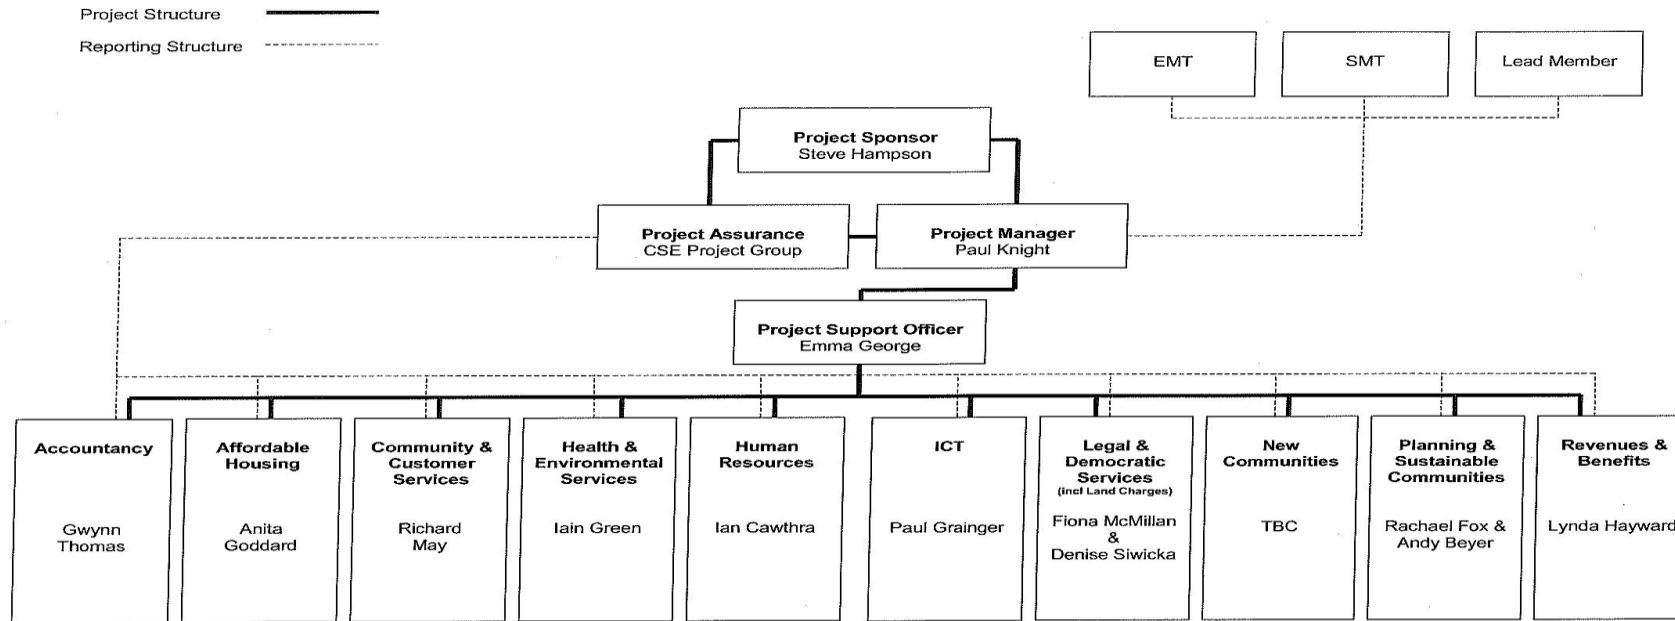 Project Structure
Reporting Structure
EMT
SMT
Lead Member
Project Sponsor
Steve Hampson
Project Assurance
CSE Project Group
Project Manager
Paul Knight
Project Support Officer
Emma George
Accountancy
Gwynn
Thomas
Affordable
Housing
Anita
Goddard
Community &
Customer
Services
Richard
May
Health &
Environmental
Services
Iain Green
Human
Resources
Ian Cawthra
ICT
Paul Grainger
Legal &
Democratic
Services
(incl Land Charges)
Fiona McMillan
&
Denise Siwicka
New
Communities
TBC
Planning &
Sustainable
Communities
Rachael Fox &
Andy Beyer
Revenues &
Benefits
Lynda Hayward